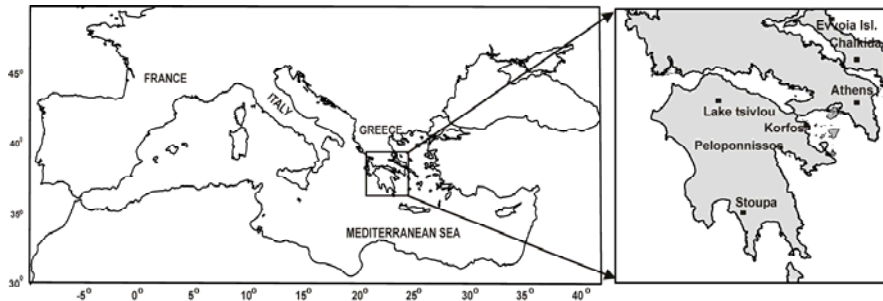 45°
40°
35°
30°
FRANCE
ITALY
GREECE
MEDITERRANEAN SEA
-5° 0° 5° 10° 15° 20° 25° 30° 35° 40°
Evvoia Isl.
Chalkida
Athens
Lake tsivlou
Korfos
Peloponnissos
Stoupa